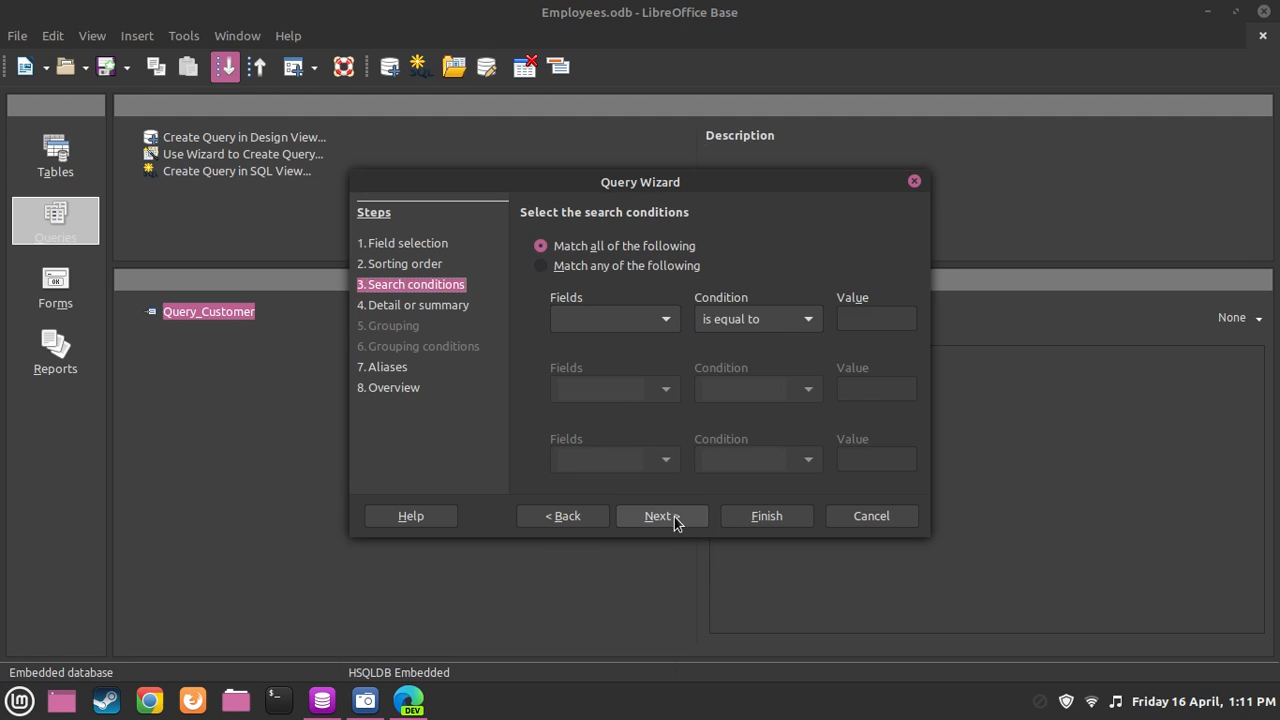 Employees.odb - LibreOffice Base
File Edit View Insert Tools Window Help
SQL
Tables
Queries
Forms
Reports
Create Query in Design View...
Use Wizard to Create Query...
Create Query in SQL View...
Description
Query_Customer
None
Query Wizard
Steps
1. Field selection
2. Sorting order
3. Search conditions
4. Detail or summary
5. Grouping
6. Grouping conditions
7. Aliases
8. Overview
Select the search conditions
Match all of the following
Match any of the following
Fields Condition Value
is equal to
Fields Condition Value
Fields Condition Value
Help < Back Next > Finish Cancel
Embedded database HSQLDB Embedded
DEV
Friday 16 April, 1:11 PM